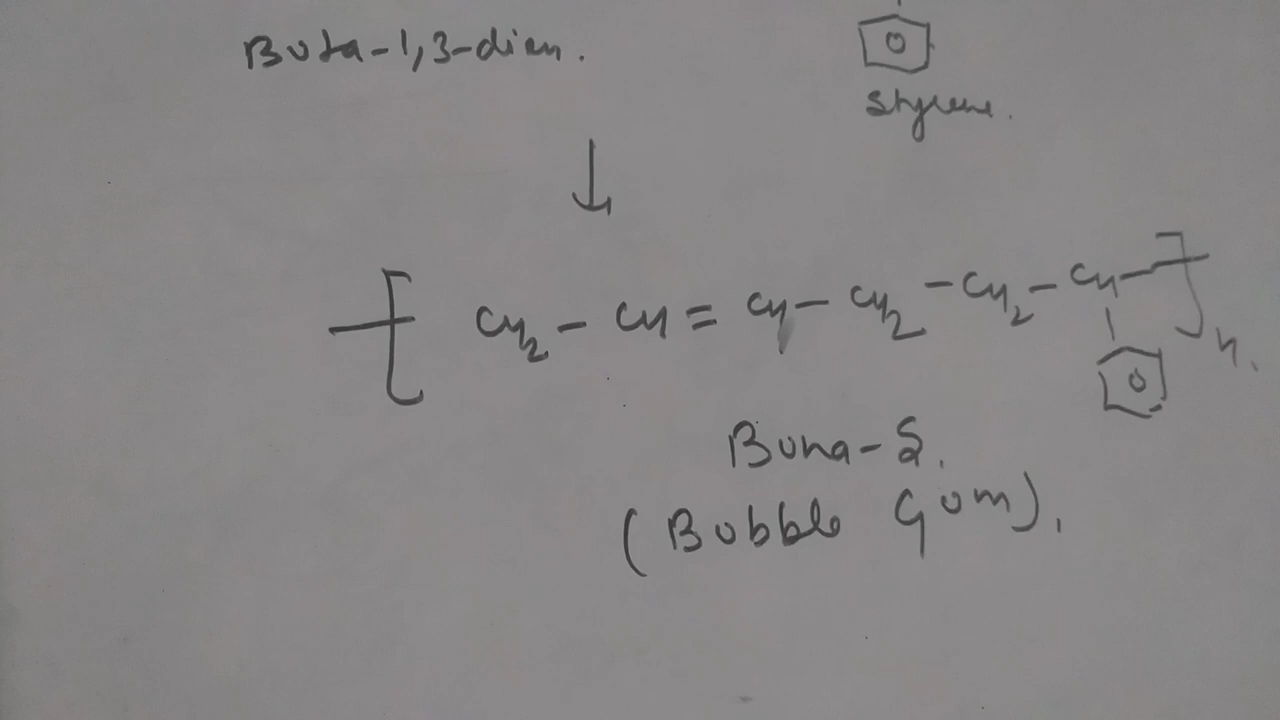 Buta-1,3-dien.
Styrene.
CH2 - CH = CH - CH2 - CH2 - CH - n.
Buna-S.
(Bubble Gum).